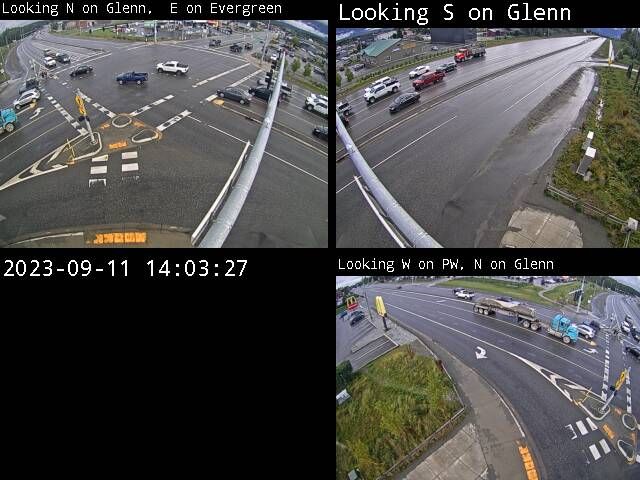 Looking N on Glenn,  E on Evergreen
Looking S on Glenn
2023-09-11 14:03:27
Looking W on PW, N on Glenn